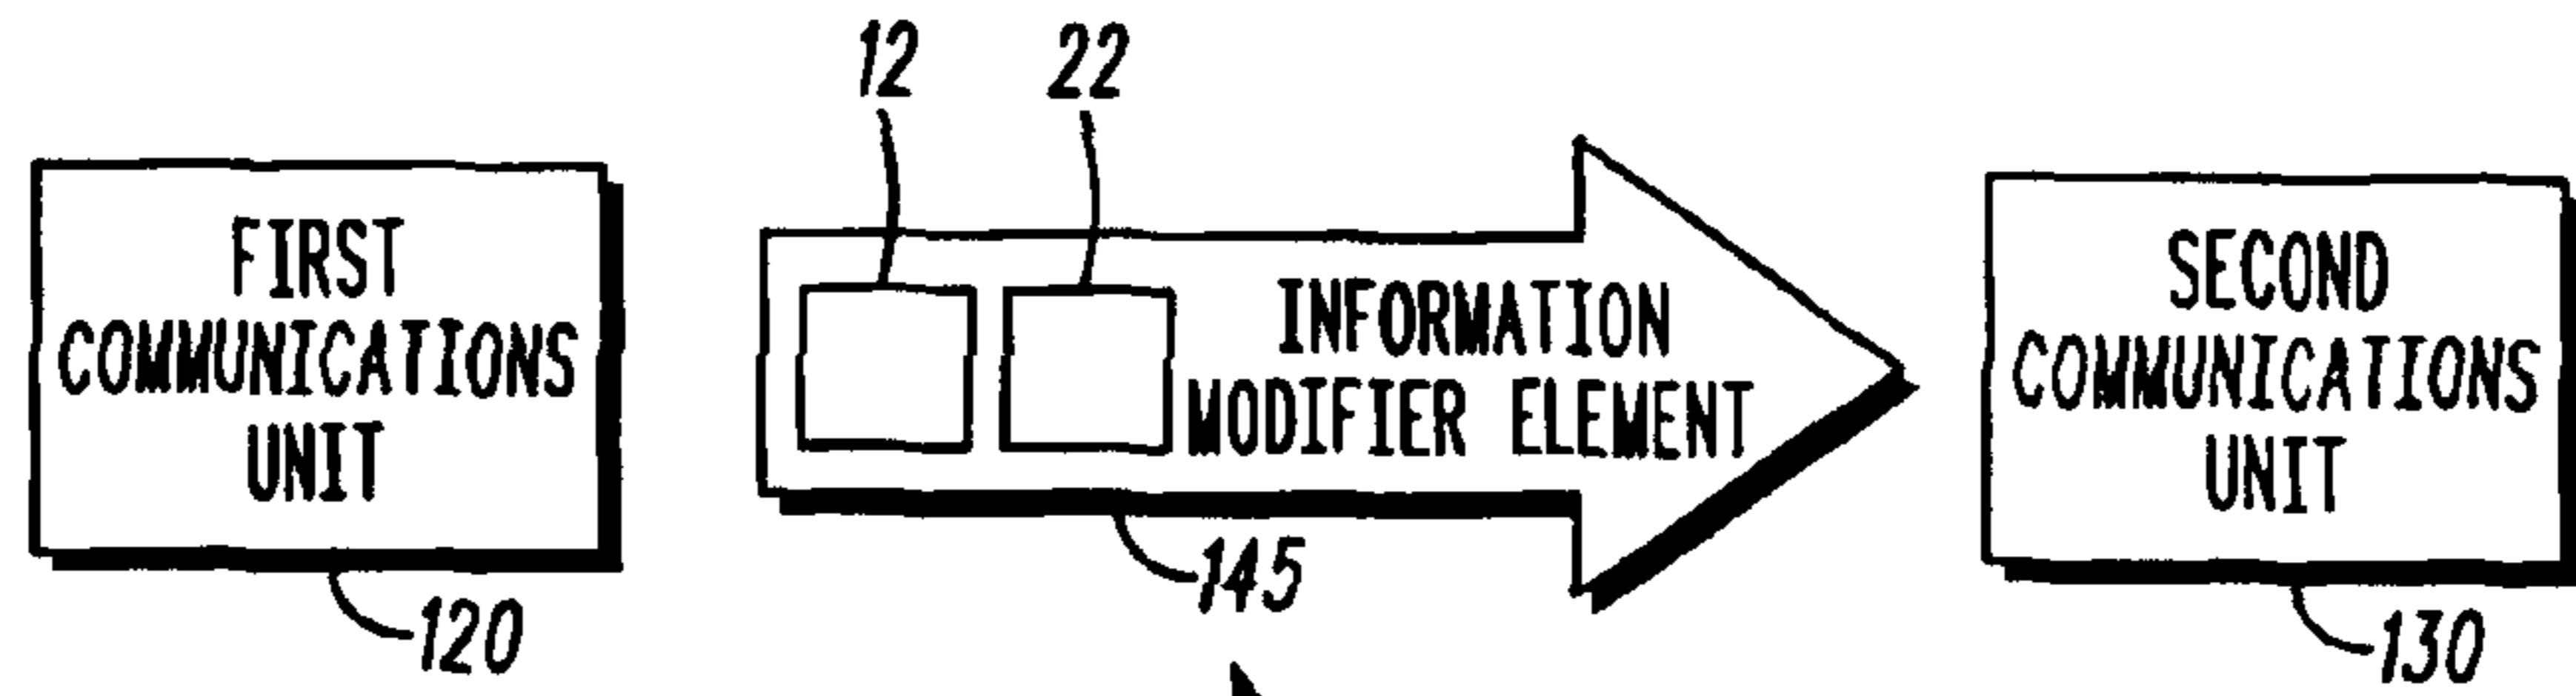 12 22
FIRST
COMMUNICATIONS
UNIT
INFORMATION
MODIFIER ELEMENT
SECOND
COMMUNICATIONS
UNIT
120
145
130